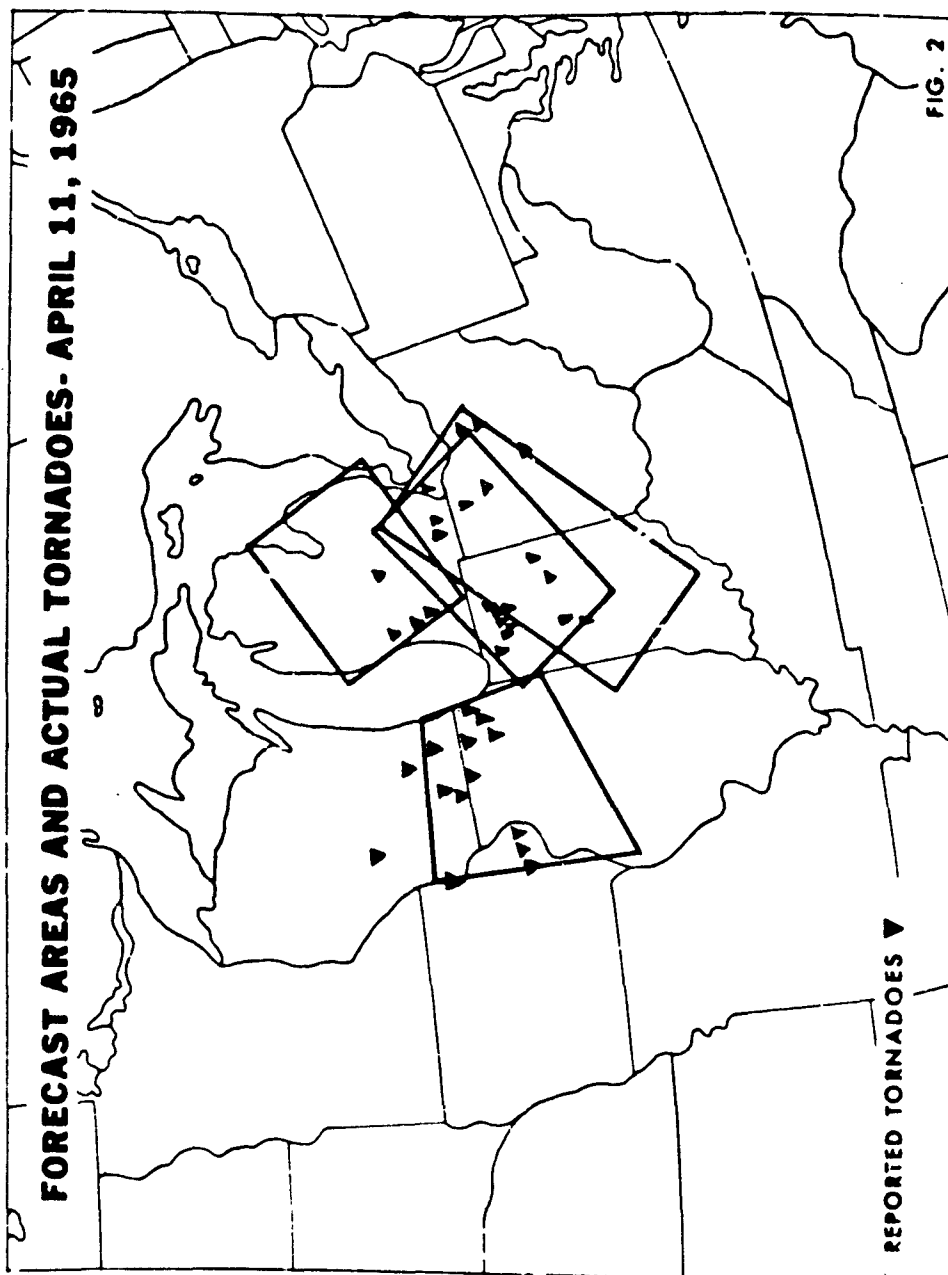 FORECAST AREAS AND ACTUAL TORNADOES- APRIL 11, 1965
REPORTED TORNADOES
FIG. 2